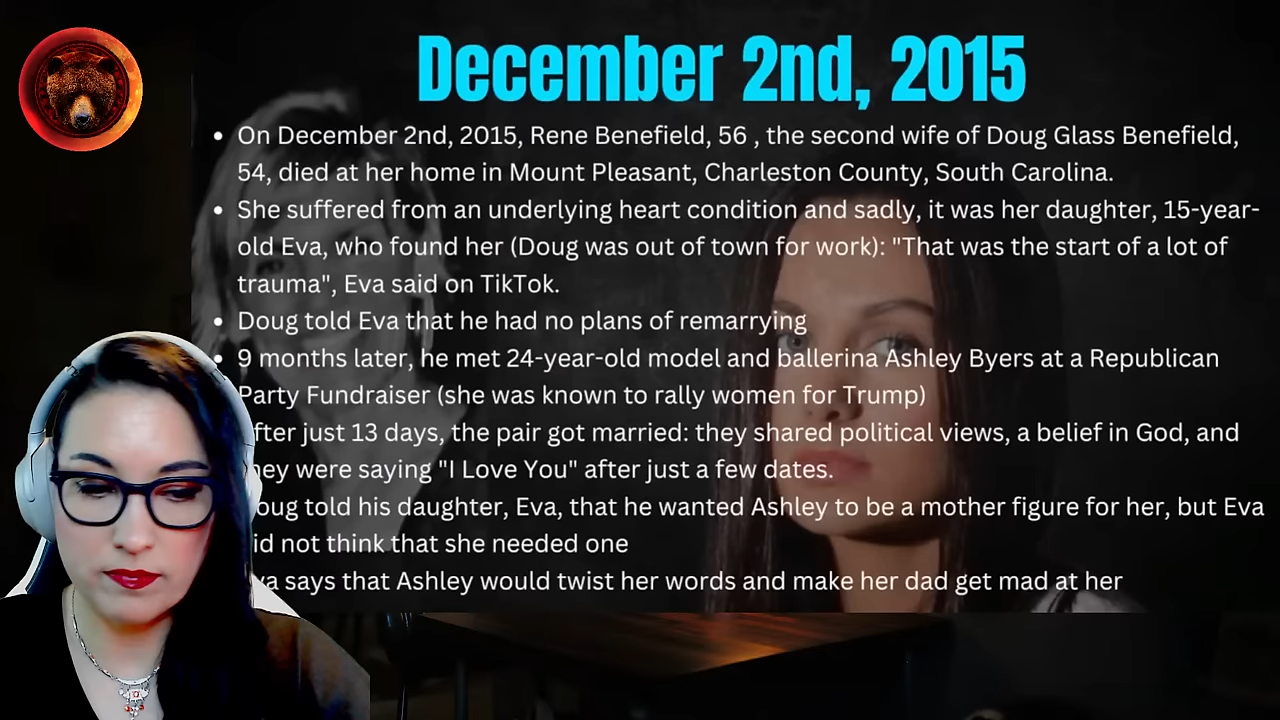 December 2nd, 2015
• On December 2nd, 2015, Rene Benefield, 56 , the second wife of Doug Glass Benefield,
54, died at her home in Mount Pleasant, Charleston County, South Carolina.
• She suffered from an underlying heart condition and sadly, it was her daughter, 15-year-
old Eva, who found her (Doug was out of town for work): "That was the start of a lot of
trauma", Eva said on TikTok.
• Doug told Eva that he had no plans of remarrying
• 9 months later, he met 24-year-old model and ballerina Ashley Byers at a Republican
Party Fundraiser (she was known to rally women for Trump)
fter just 13 days, the pair got married: they shared political views, a belief in God, and
hey were saying "I Love You" after just a few dates.
oug told his daughter, Eva, that he wanted Ashley to be a mother figure for her, but Eva
id not think that she needed one
va says that Ashley would twist her words and make her dad get mad at her